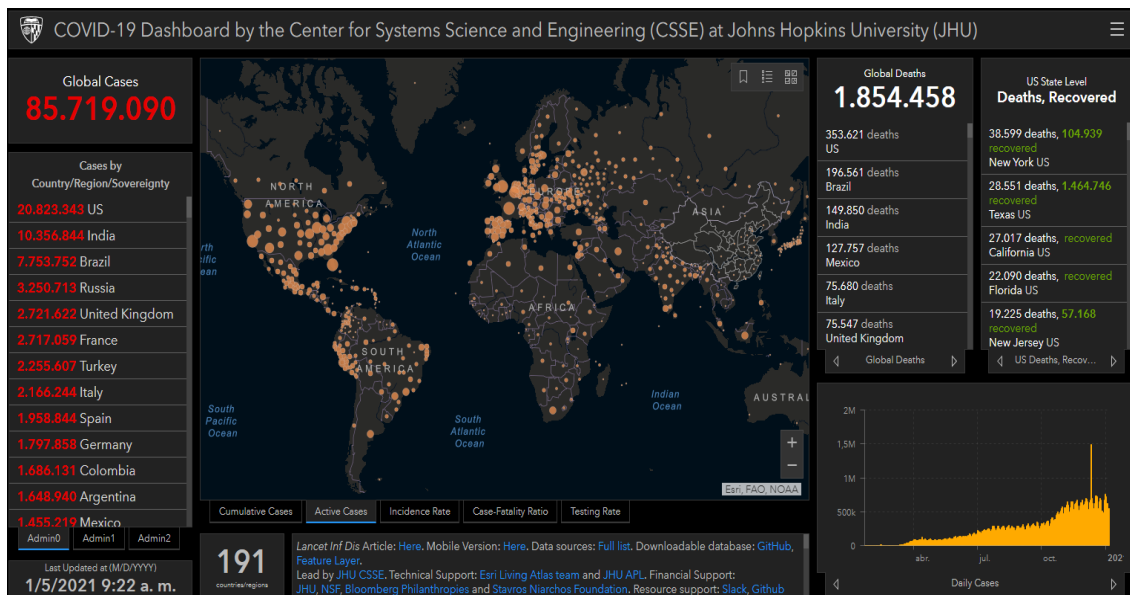 COVID-19 Dashboard by the Center for Systems Science and Engineering (CSSE) at Johns Hopkins University (JHU)
Global Cases
85.719.090
Cases by
Country/Region/Sovereignty
20.823.343 US
10.356.844 India
7.753.752 Brazil
3.250.713 Russia
2.721.622 United Kingdom
2.717.059 France
2.255.607 Turkey
2.166.244 Italy
1.958.844 Spain
1.797.858 Germany
1.686.131 Colombia
1.648.940 Argentina
1.455.219 Mexico
Admin0
Admin1
Admin2
Last Updated at (M/D/YYYY)
1/5/2021 9:22 a. m.
NORTH
AMERICA
EUROPE
ASIA
rth
ific
ean
North
Atlantic
Ocean
AFRICA
SOUTH
AMERICA
Indian
Ocean
AUSTRAL
South
Pacific
Ocean
South
Atlantic
Ocean
+
−
Esri, FAO, NOAA
Cumulative Cases
Active Cases
Incidence Rate
Case-Fatality Ratio
Testing Rate
191
countries/regions
Lancet Inf Dis Article: Here. Mobile Version: Here. Data sources: Full list. Downloadable database: GitHub,
Feature Layer.
Lead by JHU CSSE. Technical Support: Esri Living Atlas team and JHU APL. Financial Support:
JHU, NSF, Bloomberg Philanthropies and Stavros Niarchos Foundation. Resource support: Slack, Github
Global Deaths
1.854.458
353.621 deaths
US
196.561 deaths
Brazil
149.850 deaths
India
127.757 deaths
Mexico
75.680 deaths
Italy
75.547 deaths
United Kingdom
Global Deaths
US State Level
Deaths, Recovered
38.599 deaths, 104.939
recovered
New York US
28.551 deaths, 1.464.746
recovered
Texas US
27.017 deaths, recovered
California US
22.090 deaths, recovered
Florida US
19.225 deaths, 57.168
recovered
New Jersey US
US Deaths, Recov...
2M
1,5M
1M
500k
0
abr.
jul.
oct.
202
Daily Cases